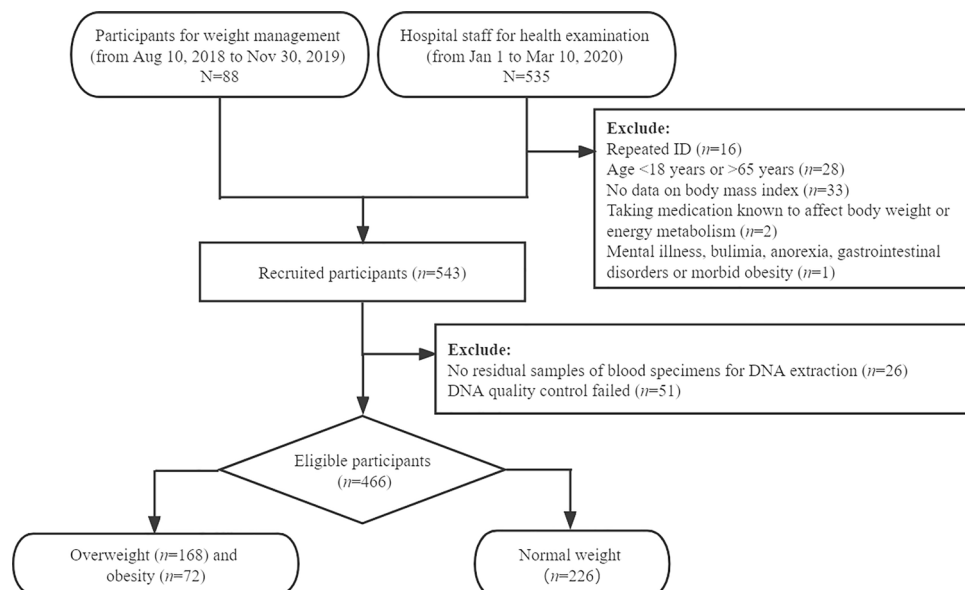 Participants for weight management
(from Aug 10, 2018 to Nov 30, 2019)
N=88
Hospital staff for health examination
(from Jan 1 to Mar 10, 2020)
N=535
Exclude:
Repeated ID (n=16)
Age <18 years or >65 years (n=28)
No data on body mass index (n=33)
Taking medication known to affect body weight or
energy metabolism (n=2)
Mental illness, bulimia, anorexia, gastrointestinal
disorders or morbid obesity (n=1)
Recruited participants (n=543)
Exclude:
No residual samples of blood specimens for DNA extraction (n=26)
DNA quality control failed (n=51)
Eligible participants
(n=466)
Overweight (n=168) and
obesity (n=72)
Normal weight
（n=226）